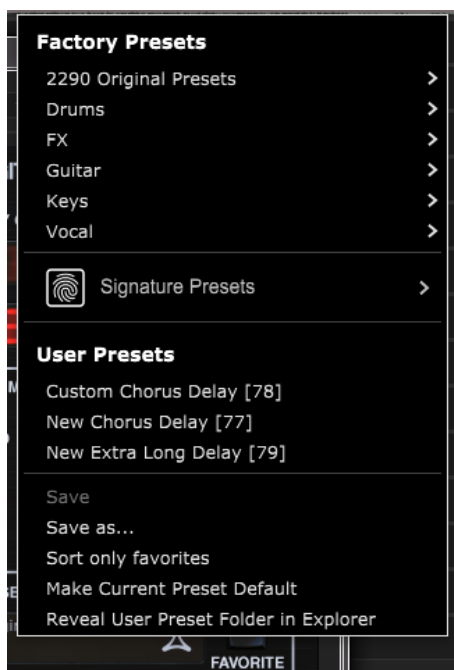 Factory Presets
2290 Original Presets
Drums
FX
Guitar
Keys
Vocal
Signature Presets
User Presets
Custom Chorus Delay [78]
New Chorus Delay [77]
New Extra Long Delay [79]
Save
Save as...
Sort only favorites
Make Current Preset Default
Reveal User Preset Folder in Explorer
FAVORITE